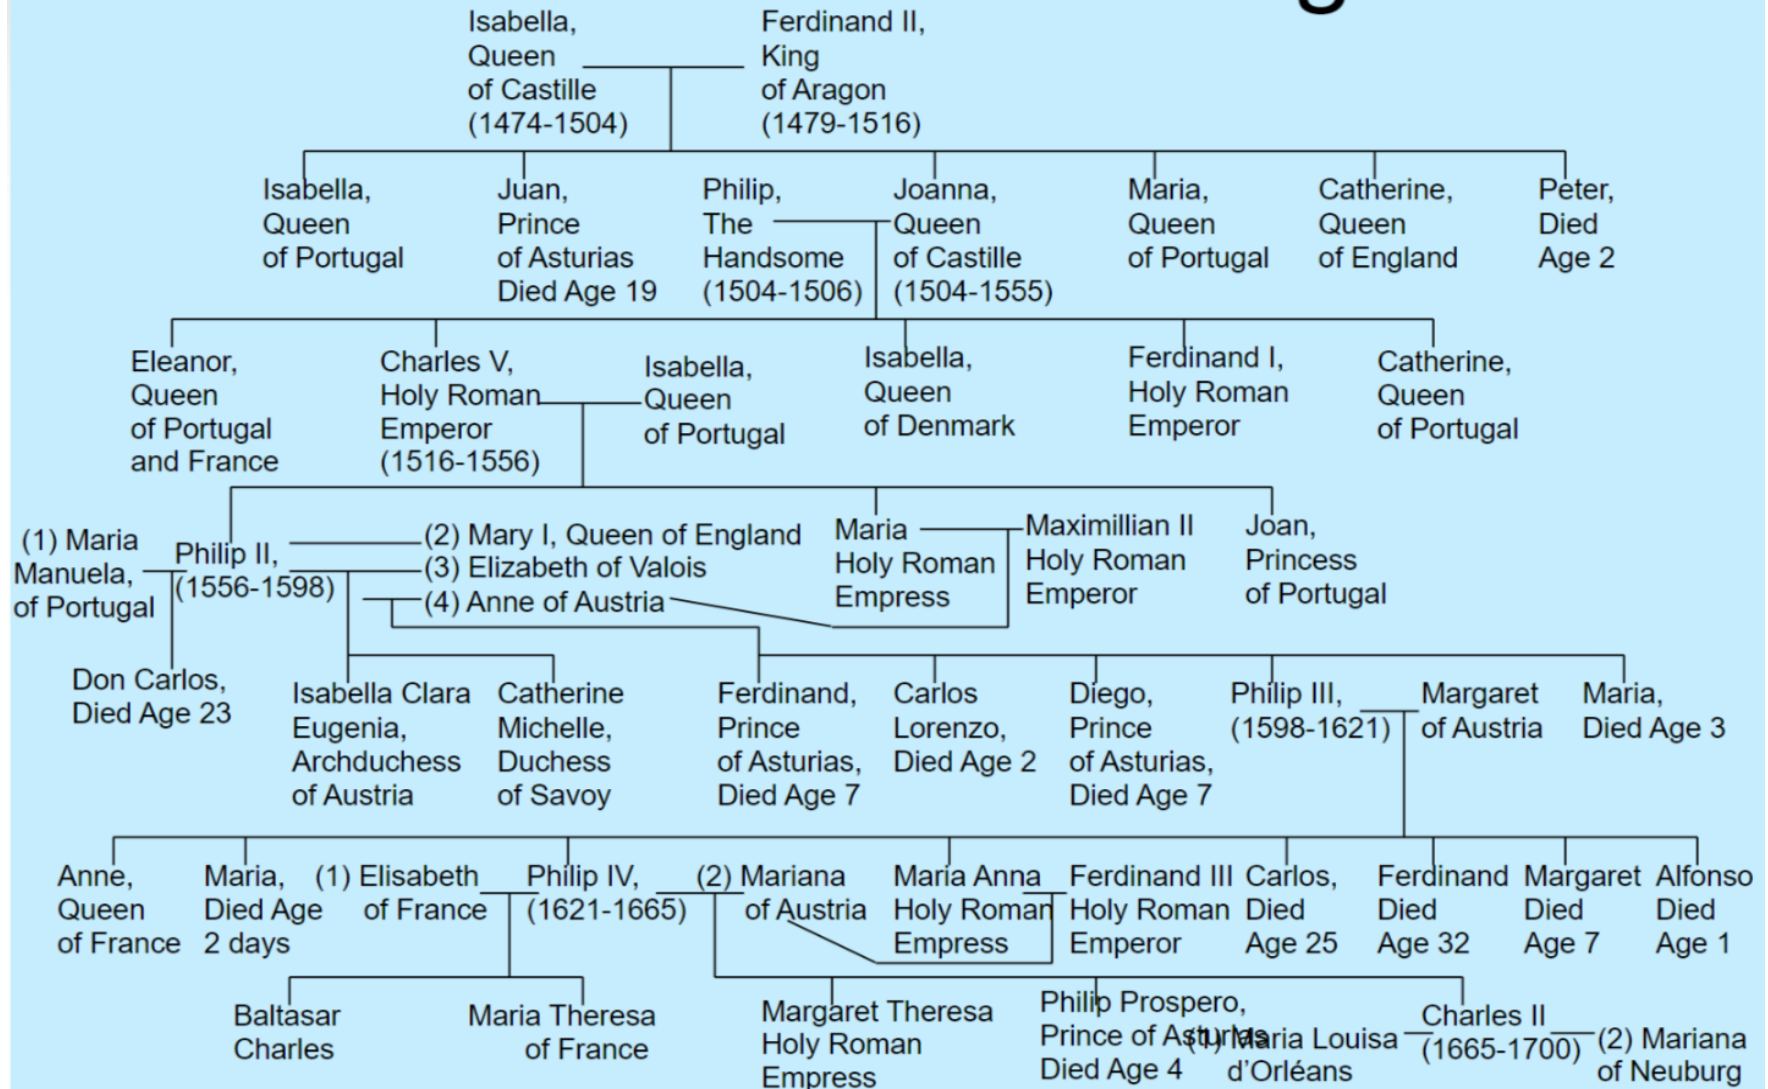 Isabella,
Queen
of Castille
(1474-1504)
Ferdinand II,
King
of Aragon
(1479-1516)
Isabella,
Queen
of Portugal
Juan,
Prince
of Asturias
Died Age 19
Philip,
The
Handsome
(1504-1506)
Joanna,
Queen
of Castille
(1504-1555)
Maria,
Queen
of Portugal
Catherine,
Queen
of England
Peter,
Died
Age 2
Eleanor,
Queen
of Portugal
and France
Charles V,
Holy Roman
Emperor
(1516-1556)
Isabella,
Queen
of Portugal
Isabella,
Queen
of Denmark
Ferdinand I,
Holy Roman
Emperor
Catherine,
Queen
of Portugal
(1) Maria
Manuela,
of Portugal
Philip II,
(1556-1598)
(2) Mary I, Queen of England
(3) Elizabeth of Valois
(4) Anne of Austria
Maria
Holy Roman
Empress
Maximillian II
Holy Roman
Emperor
Joan,
Princess
of Portugal
Don Carlos,
Died Age 23
Isabella Clara
Eugenia,
Archduchess
of Austria
Catherine
Michelle,
Duchess
of Savoy
Ferdinand,
Prince
of Asturias,
Died Age 7
Carlos
Lorenzo,
Died Age 2
Diego,
Prince
of Asturias,
Died Age 7
Philip III,
(1598-1621)
Margaret
of Austria
Maria,
Died Age 3
Anne,
Queen
of France
Maria,
Died Age
2 days
(1) Elisabeth
of France
Philip IV,
(1621-1665)
(2) Mariana
of Austria
Maria Anna
Holy Roman
Empress
Ferdinand III
Holy Roman
Emperor
Carlos,
Died
Age 25
Ferdinand
Died
Age 32
Margaret
Died
Age 7
Alfonso
Died
Age 1
Baltasar
Charles
Maria Theresa
of France
Margaret Theresa
Holy Roman
Empress
Philip Prospero,
Prince of Asturias
Died Age 4
(1) Maria Louisa
d'Orléans
Charles II
(1665-1700)
(2) Mariana
of Neuburg